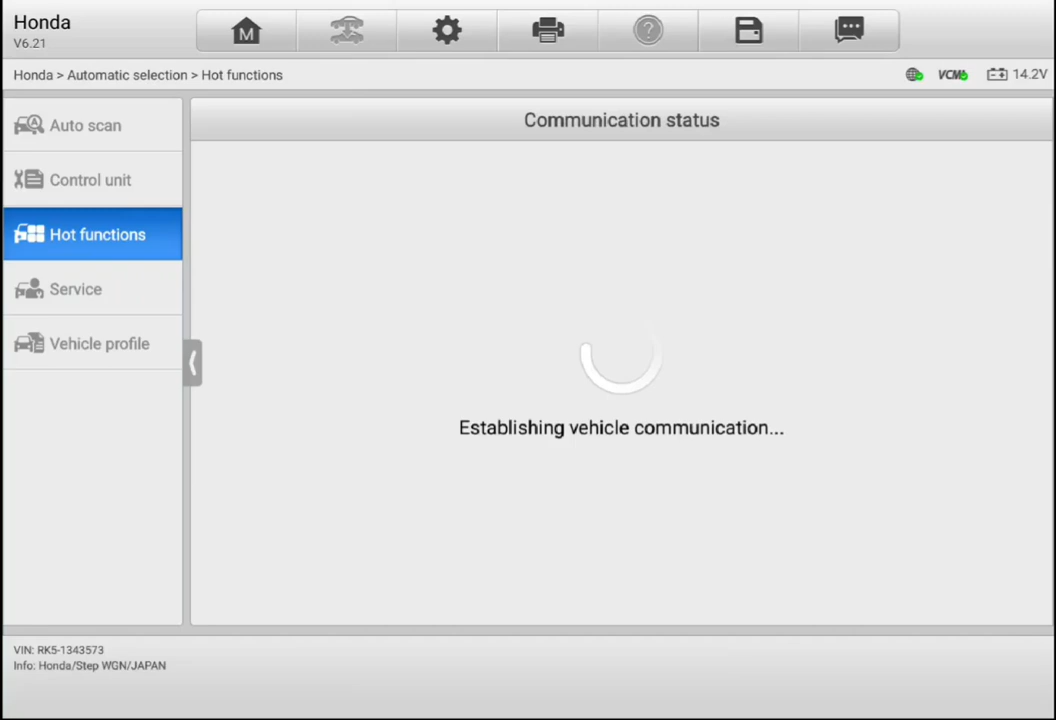 Honda
V6.21
M
?
Honda > Automatic selection > Hot functions
VCMI
14.2V
Auto scan
Control unit
Hot functions
Service
Vehicle profile
Communication status
Establishing vehicle communication...
VIN: RK5-1343573
Info: Honda/Step WGN/JAPAN